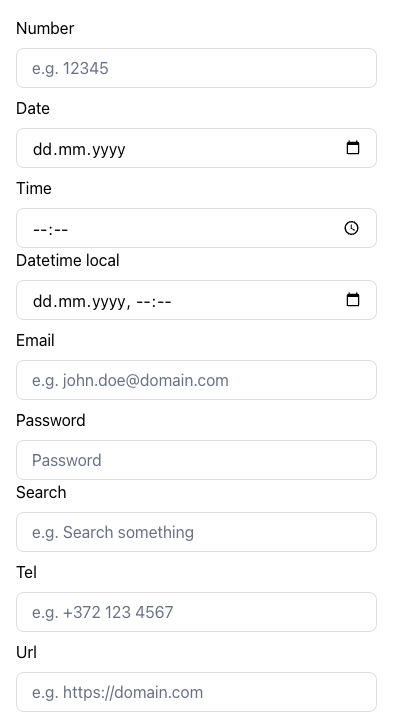 Number
e.g. 12345
Date
dd.mm.yyyy
Time
--:--
Datetime local
dd.mm.yyyy, --:--
Email
e.g. john.doe@domain.com
Password
Password
Search
e.g. Search something
Tel
e.g. +372 123 4567
Url
e.g. https://domain.com